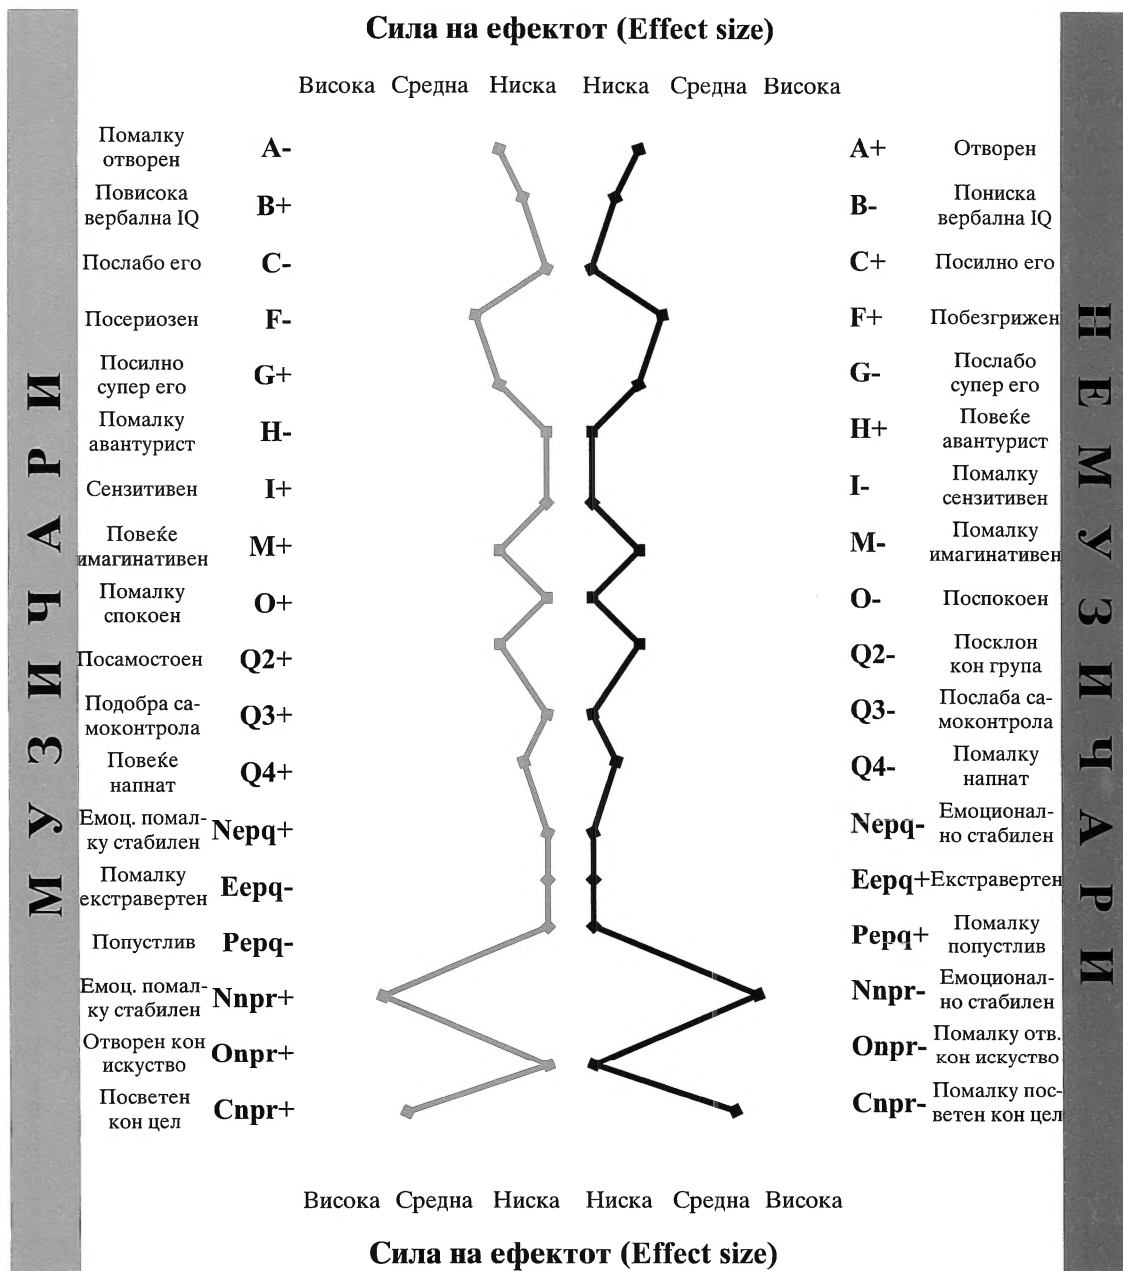 Сила на ефектот (Effect size)
Висока Средна Ниска Ниска Средна Висока
МУЗИЧАРИ
НЕМУЗИЧАРИ
Помалку
отворен
A-
A+
Отворен
Повисока
вербална IQ
B+
B-
Пониска
вербална IQ
Послабо его
C-
C+
Посилно его
Посериозен
F-
F+
Побезгрижен
Посилно
супер его
G+
G-
Послабо
супер его
Помалку
авантурист
H-
H+
Повеќе
авантурист
Сензитивен
I+
I-
Помалку
сензитивен
Повеќе
имагинативен
M+
M-
Помалку
имагинативен
Помалку
спокоен
O+
O-
Поспокоен
Посамостоен
Q2+
Q2-
Посклон
кон група
Подобра са-
моконтрола
Q3+
Q3-
Послаба са-
моконтрола
Повеќе
напнат
Q4+
Q4-
Помалку
напнат
Емоц. помал-
ку стабилен
Nepq+
Nepq-
Емоционал-
но стабилен
Помалку
екстравертен
Eepq-
Eepq+
Екстравертен
Попустлив
Pepq-
Pepq+
Помалку
попустлив
Емоц. помал-
ку стабилен
Nnpr+
Nnpr-
Емоционал-
но стабилен
Отворен кон
искуство
Onpr+
Onpr-
Помалку отв.
кон искуство
Посветен
кон цел
Cnpr+
Cnpr-
Помалку пос-
ветен кон цел
Висока Средна Ниска Ниска Средна Висока
Сила на ефектот (Effect size)